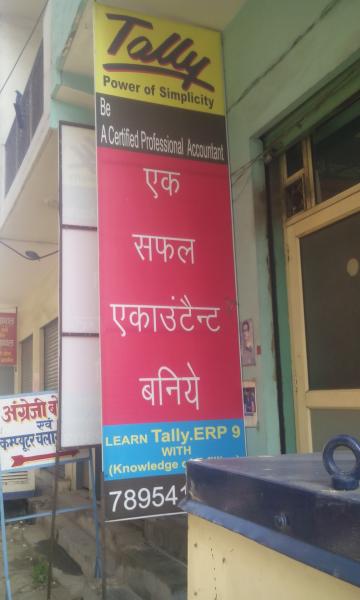 Tally
Power of Simplicity
Be
A Certified Professional Accountant
एक
सफल
एकाउंटैन्ट
बनिये
LEARN Tally.ERP 9
WITH
(Knowledge
78954
अंग्रेजी
एवं
कम्प्यूटर